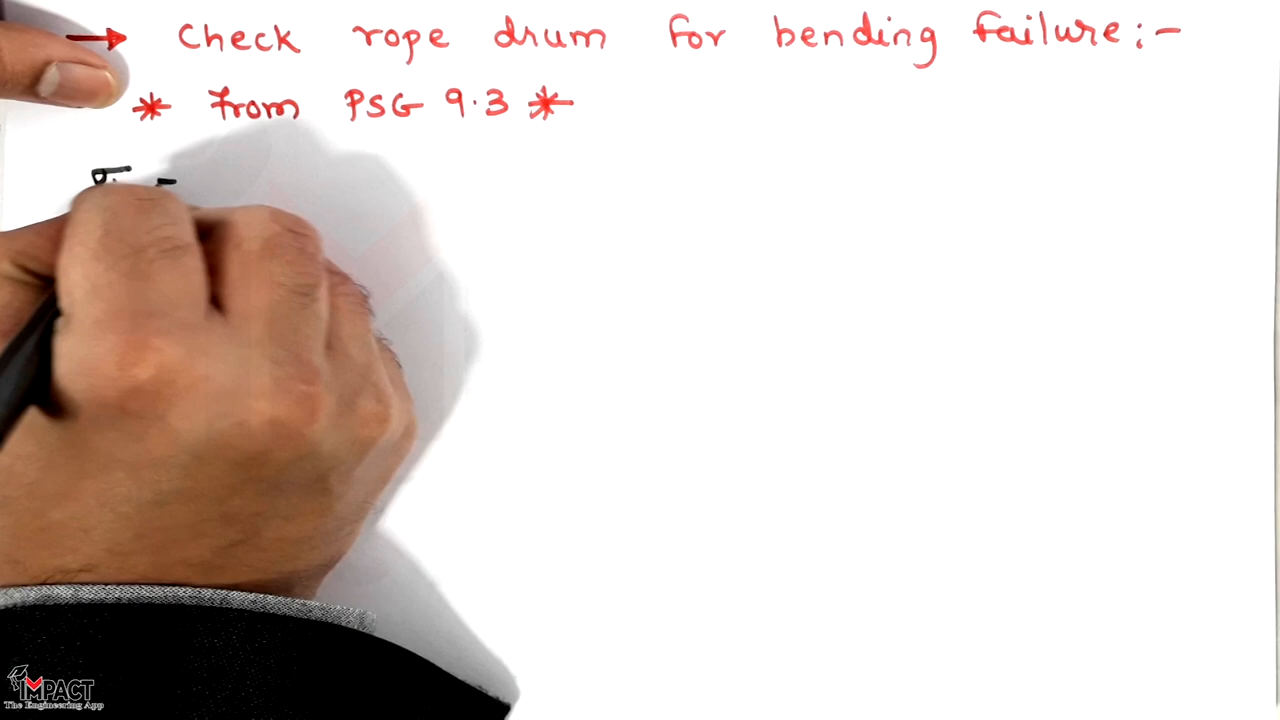 → Check rope drum for bending failure:-
* from PSG 9.3 *
IMPACT
The Engineering App